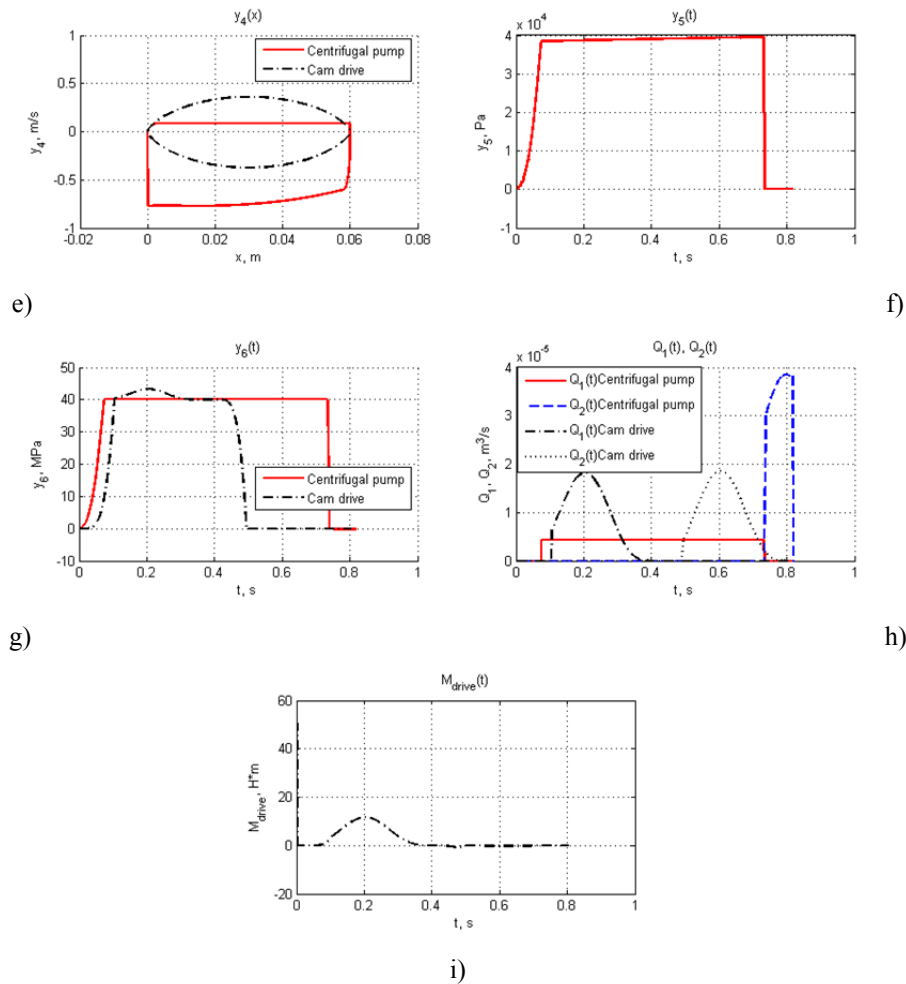 y4(x)
1
0.5
0
-0.5
-1
y4, m/s
Centrifugal pump
Cam drive
-0.02 0 0.02 0.04 0.06 0.08
x, m
e)
x 10^4
y5(t)
4
3
2
1
0
-1
y5, Pa
0 0.2 0.4 0.6 0.8 1
t, s
f)
y6(t)
50
40
30
20
10
0
-10
y6, MPa
Centrifugal pump
Cam drive
0 0.2 0.4 0.6 0.8 1
t, s
g)
x 10^-5
Q1(t), Q2(t)
4
3
2
1
0
Q1, Q2, m^3/s
Q1(t)Centrifugal pump
Q2(t)Centrifugal pump
Q1(t)Cam drive
Q2(t)Cam drive
0 0.2 0.4 0.6 0.8 1
t, s
h)
Mdrive(t)
60
40
20
0
-20
Mdrive, H*m
0 0.2 0.4 0.6 0.8 1
t, s
i)